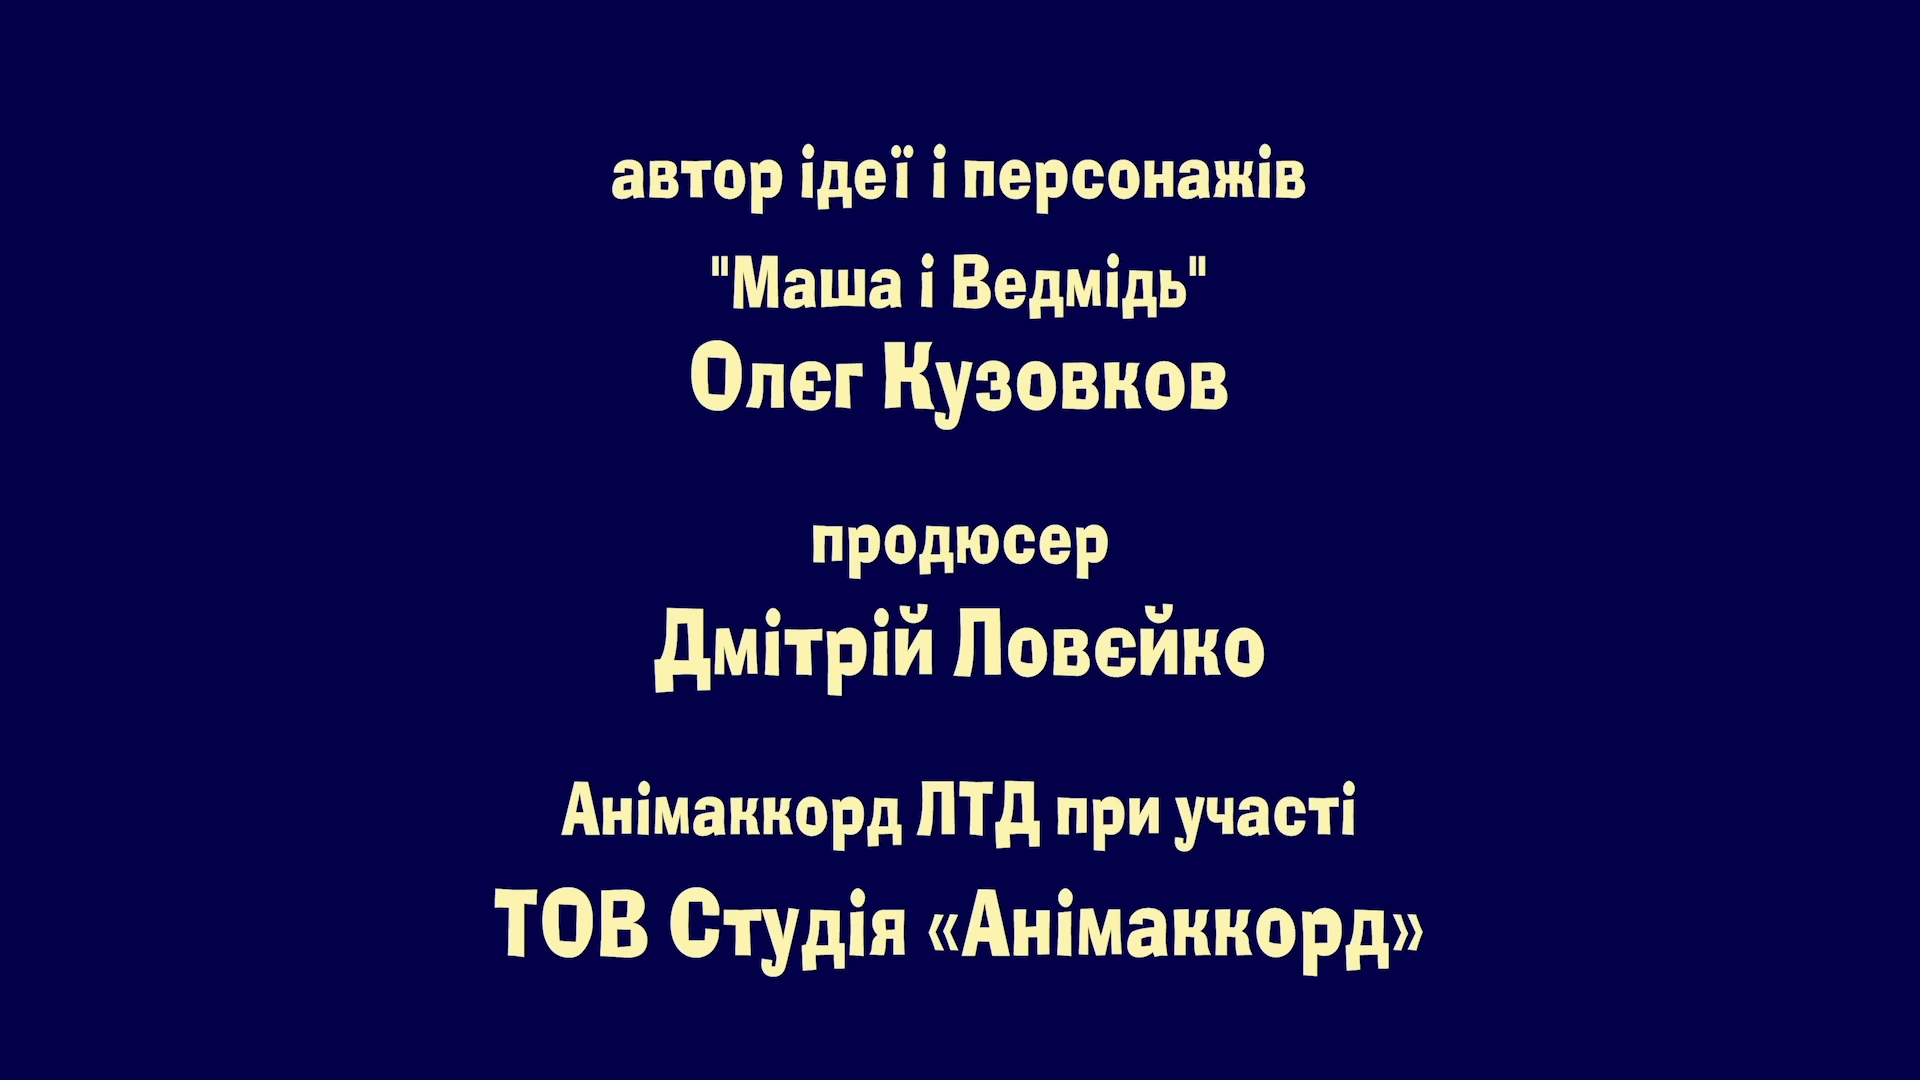 автор ідеї і персонажів
"Маша і Ведмідь"
Олєг Кузовков
продюсер
Дмітрій Ловєйко
Анімаккорд ЛТД при участі
ТОВ Студія «Анімаккорд»